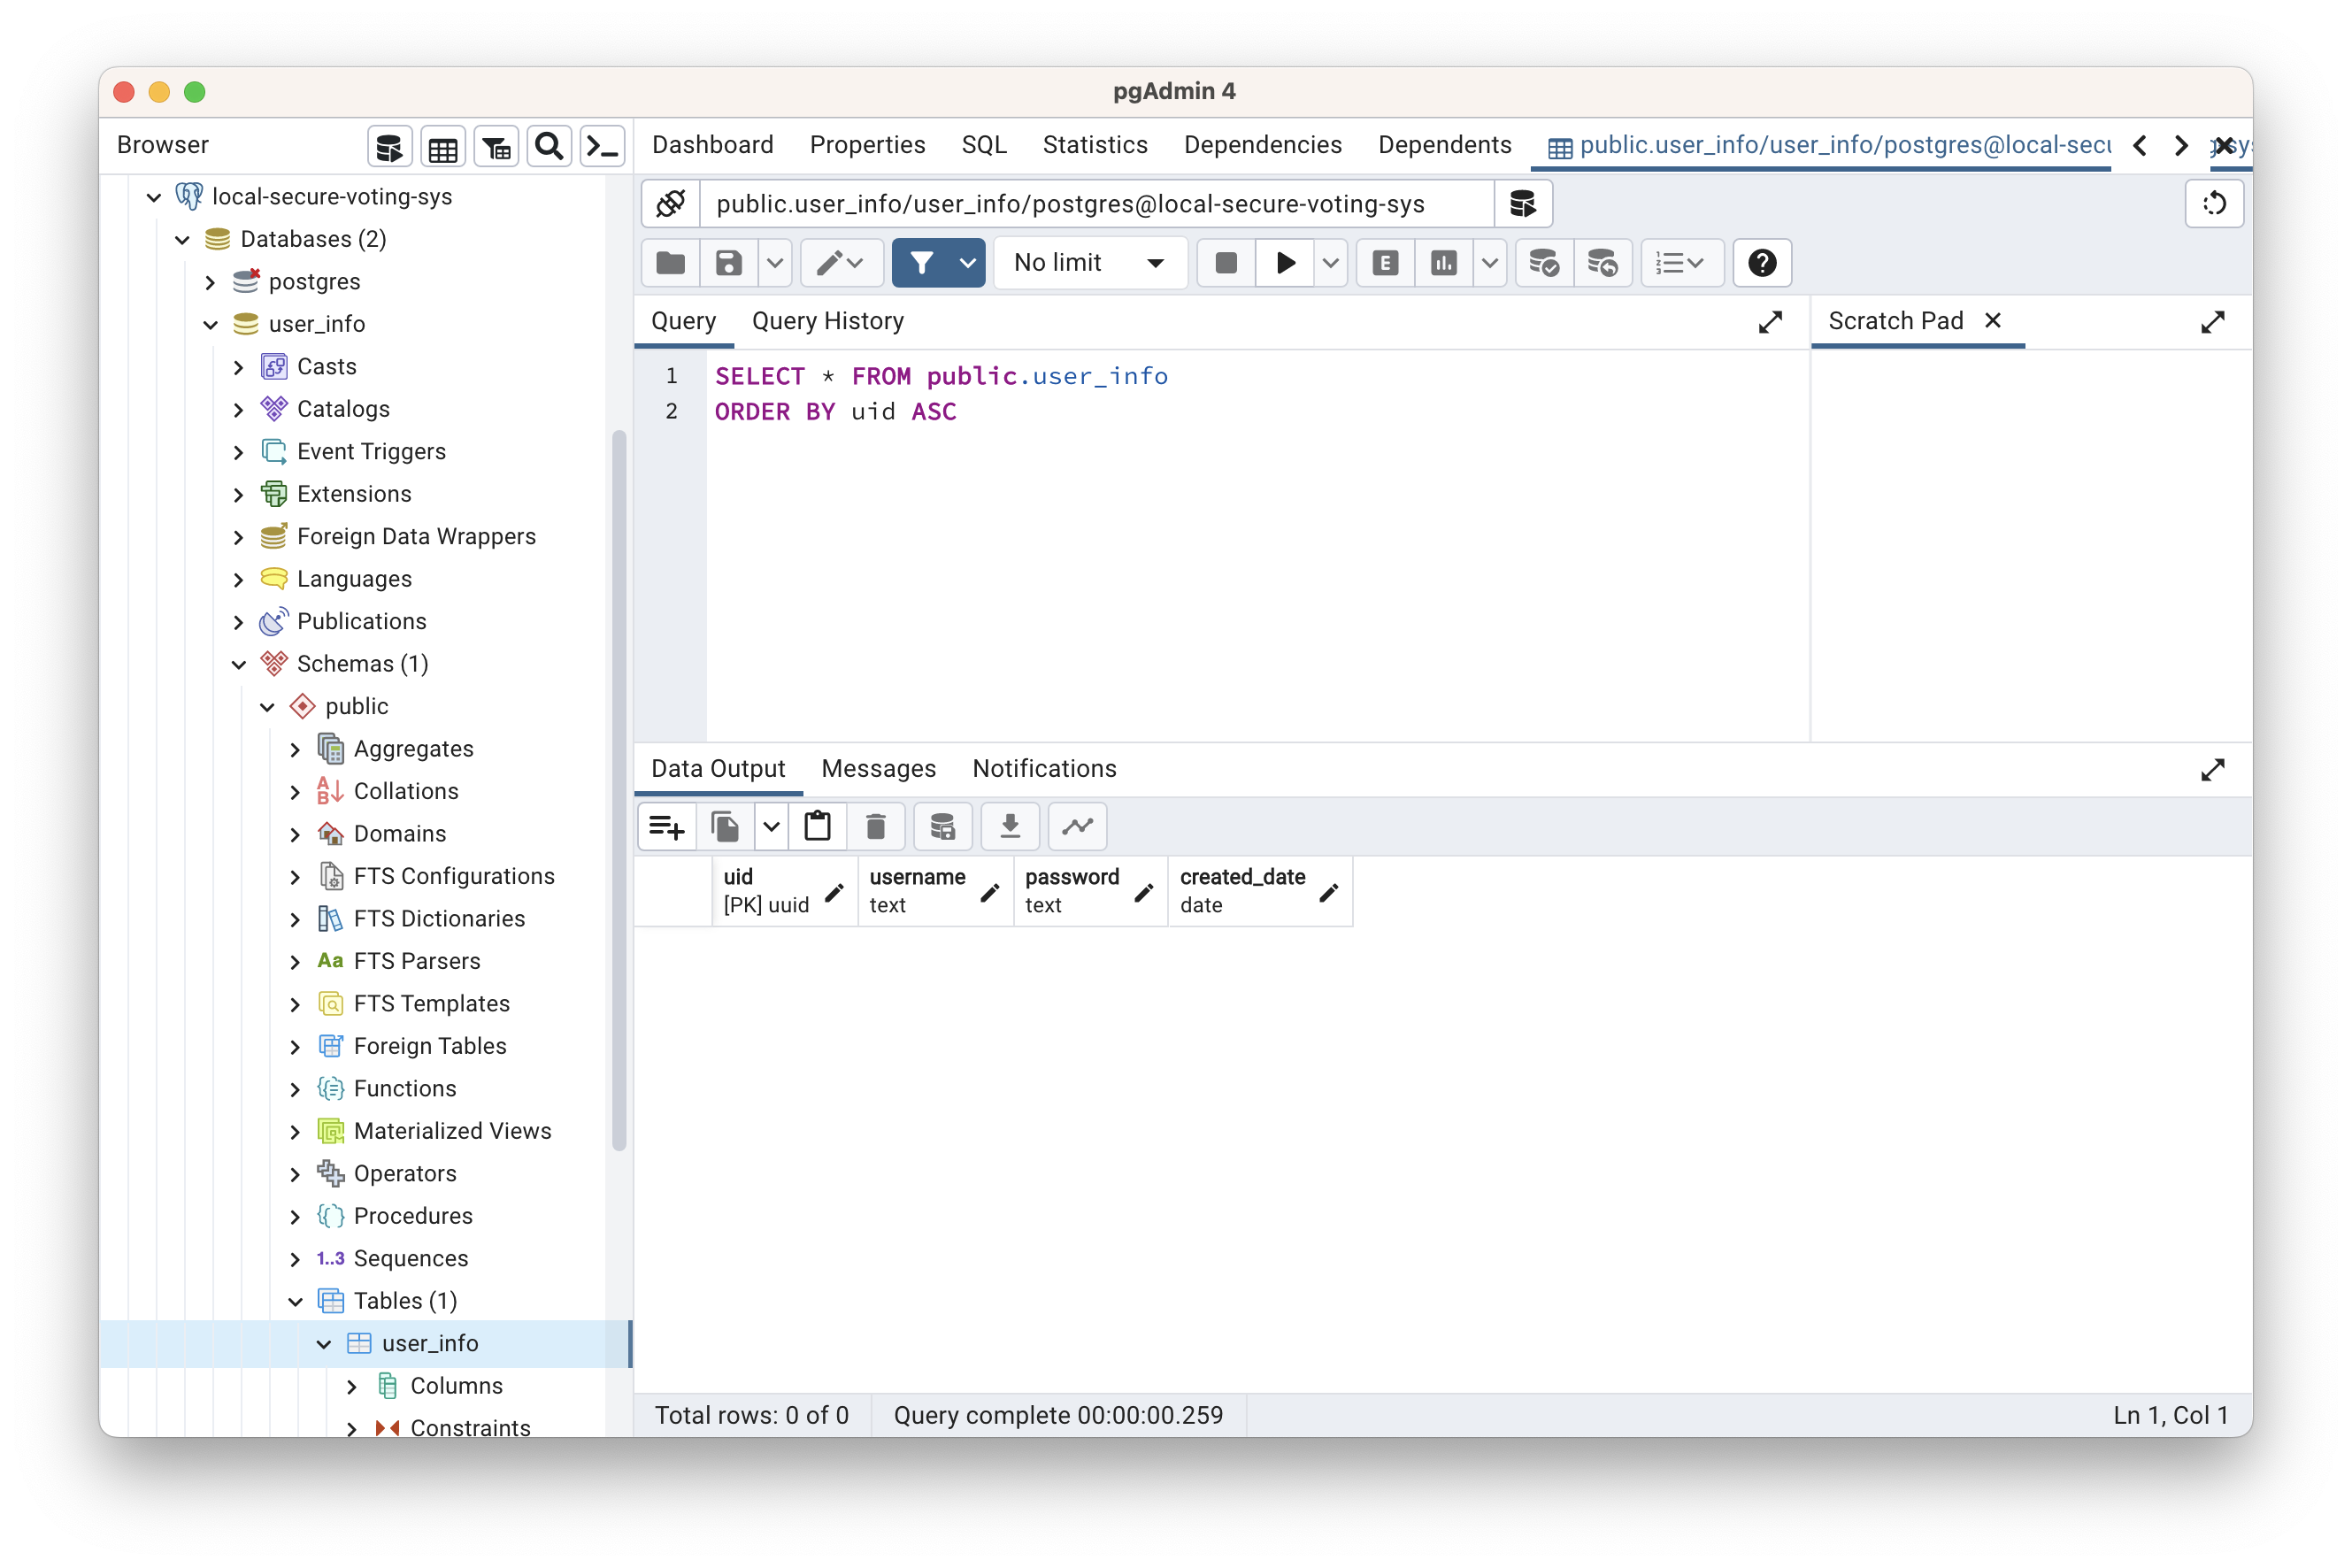 pgAdmin 4
Browser
Dashboard Properties SQL Statistics Dependencies Dependents public.user_info/user_info/postgres@local-secu
local-secure-voting-sys
Databases (2)
postgres
user_info
Casts
Catalogs
Event Triggers
Extensions
Foreign Data Wrappers
Languages
Publications
Schemas (1)
public
Aggregates
Collations
Domains
FTS Configurations
FTS Dictionaries
Aa FTS Parsers
FTS Templates
Foreign Tables
Functions
Materialized Views
Operators
Procedures
1..3 Sequences
Tables (1)
user_info
Columns
Constraints
public.user_info/user_info/postgres@local-secure-voting-sys
No limit
E
Query Query History
Scratch Pad
1 SELECT * FROM public.user_info
2 ORDER BY uid ASC
Data Output Messages Notifications
uid username password created_date
[PK] uuid text text date
Total rows: 0 of 0 Query complete 00:00:00.259 Ln 1, Col 1